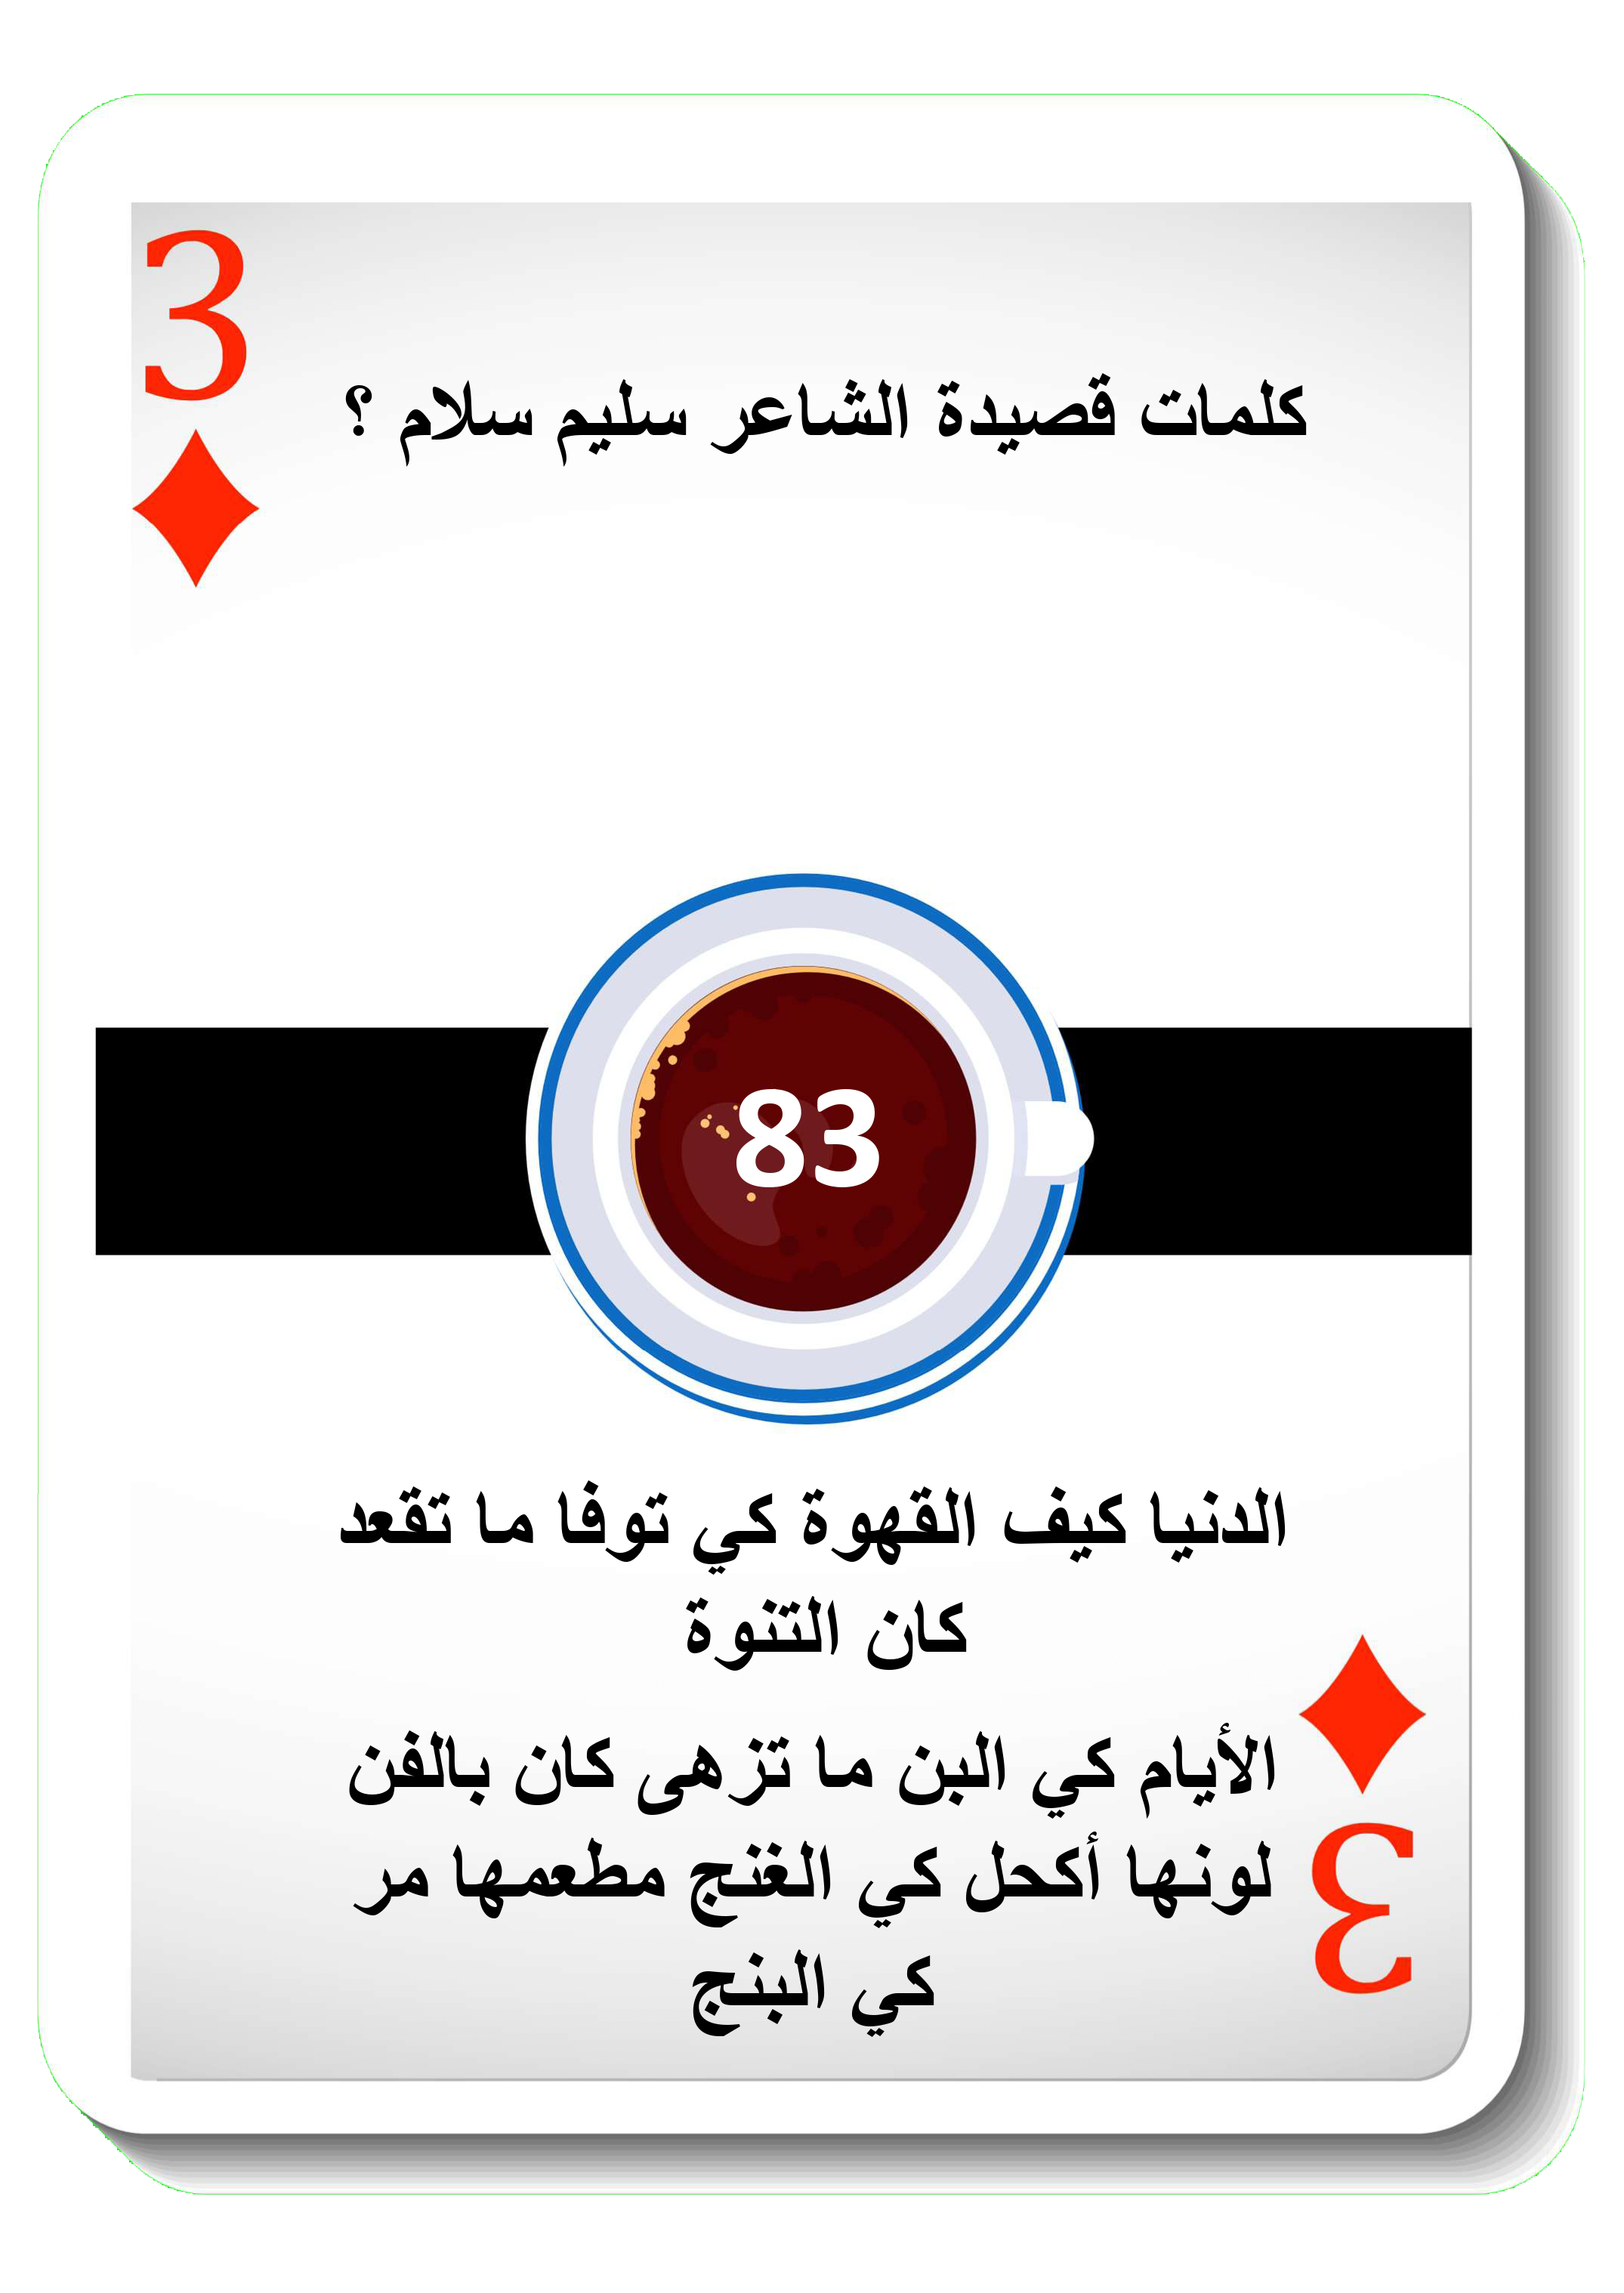 3
كلمات قصيدة الشاعر سليم سلام ؟
83
الدنيا كيف القهوة كي توفا ما تقعد
كان التنوة
الأيام كي البن ما تزهى كان بالفن
لونها أكحل كي الغنج مطعمها مر
كي البنج
3